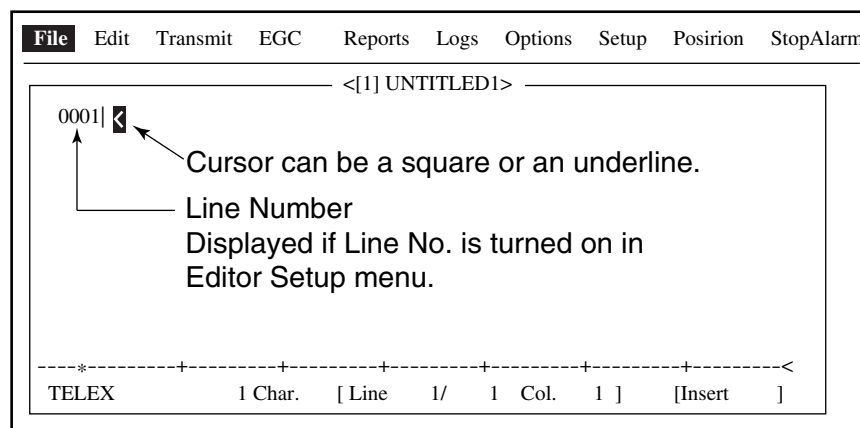 File Edit Transmit EGC Reports Logs Options Setup Posirion StopAlarm
<[1] UNTITLED1>
0001| <
Cursor can be a square or an underline.
Line Number
Displayed if Line No. is turned on in
Editor Setup menu.
----*---------+---------+---------+---------+---------+---------+---------<
TELEX 1 Char. [ Line 1/ 1 Col. 1 ] [Insert ]